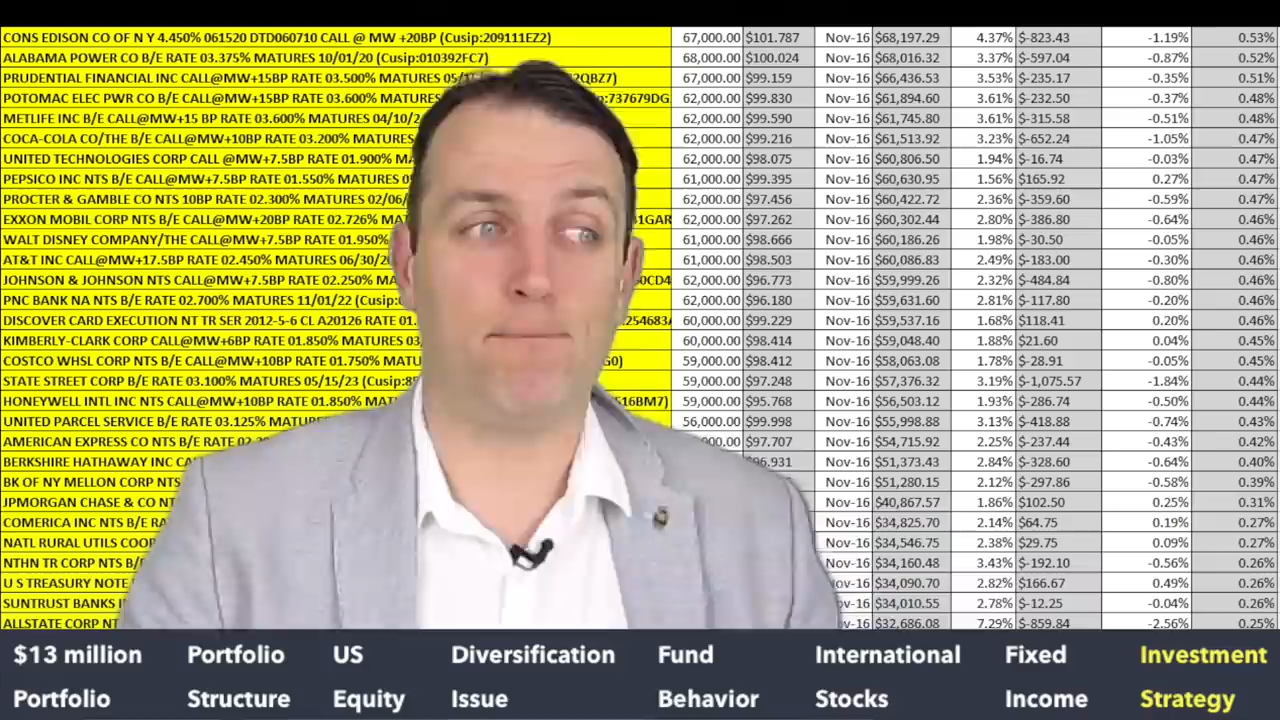 CONS EDISON CO OF N Y 4.450% 061520 DTD060710 CALL @ MW +20BP (Cusip:209111EZ2) 67,000.00 $101.787 Nov-16 $68,197.29 4.37% $-823.43 -1.19% 0.53%
ALABAMA POWER CO B/E RATE 03.375% MATURES 10/01/20 (Cusip:010392FC7) 68,000.00 $100.024 Nov-16 $68,016.32 3.37% $-597.04 -0.87% 0.52%
PRUDENTIAL FINANCIAL INC CALL@MW+15BP RATE 03.500% MATURES 2QBZ7) 67,000.00 $99.159 Nov-16 $66,436.53 3.53% $-235.17 -0.35% 0.51%
POTOMAC ELEC PWR CO B/E CALL@MW+15BP RATE 03.600% MATURES 62,000.00 $99.830 Nov-16 $61,894.60 3.61% $-232.50 -0.37% 0.48%
METLIFE INC B/E CALL@MW+15 BP RATE 03.600% MATURES 04/10/2 62,000.00 $99.590 Nov-16 $61,745.80 3.61% $-315.58 -0.51% 0.48%
COCA-COLA CO/THE B/E CALL@MW+10BP RATE 03.200% MATURES 62,000.00 $99.216 Nov-16 $61,513.92 3.23% $-652.24 -1.05% 0.47%
UNITED TECHNOLOGIES CORP CALL @MW+7.5BP RATE 01.900% MA 62,000.00 $98.075 Nov-16 $60,806.50 1.94% $-16.74 -0.03% 0.47%
PEPSICO INC NTS B/E CALL@MW+7.5BP RATE 01.550% MATURES 61,000.00 $99.395 Nov-16 $60,630.95 1.56% $165.92 0.27% 0.47%
PROCTER & GAMBLE CO NTS 10BP RATE 02.300% MATURES 02/06/ 62,000.00 $97.456 Nov-16 $60,422.72 2.36% $-359.60 -0.59% 0.47%
EXXON MOBIL CORP NTS B/E CALL@MW+20BP RATE 02.726% MATU 1GAR 62,000.00 $97.262 Nov-16 $60,302.44 2.80% $-386.80 -0.64% 0.46%
WALT DISNEY COMPANY/THE CALL@MW+7.5BP RATE 01.950% 61,000.00 $98.666 Nov-16 $60,186.26 1.98% $-30.50 -0.05% 0.46%
AT&T INC CALL@MW+17.5BP RATE 02.450% MATURES 06/30/20 61,000.00 $98.503 Nov-16 $60,086.83 2.49% $-183.00 -0.30% 0.46%
JOHNSON & JOHNSON NTS CALL@MW+7.5BP RATE 02.250% MATU 0CD4 62,000.00 $96.773 Nov-16 $59,999.26 2.32% $-484.84 -0.80% 0.46%
PNC BANK NA NTS B/E RATE 02.700% MATURES 11/01/22 (Cusip: 62,000.00 $96.180 Nov-16 $59,631.60 2.81% $-117.80 -0.20% 0.46%
DISCOVER CARD EXECUTION NT TR SER 2012-5-6 CL A20126 RATE 01. 254683 60,000.00 $99.229 Nov-16 $59,537.16 1.68% $118.41 0.20% 0.46%
KIMBERLY-CLARK CORP CALL@MW+6BP RATE 01.850% MATURES 03 60,000.00 $98.414 Nov-16 $59,048.40 1.88% $21.60 0.04% 0.45%
COSTCO WHSL CORP NTS B/E CALL@MW+10BP RATE 01.750% MATU 59,000.00 $98.412 Nov-16 $58,063.08 1.78% $-28.91 -0.05% 0.45%
STATE STREET CORP B/E RATE 03.100% MATURES 05/15/23 (Cusip: 59,000.00 $97.248 Nov-16 $57,376.32 3.19% $-1,075.57 -1.84% 0.44%
HONEYWELL INTL INC NTS B/E CALL@MW+10BP RATE 01.850% 516BM7) 59,000.00 $95.768 Nov-16 $56,503.12 1.93% $-286.74 -0.50% 0.44%
UNITED PARCEL SERVICE B/E RATE 03.125% MATURES 56,000.00 $99.998 Nov-16 $55,998.88 3.13% $-418.88 -0.74% 0.43%
AMERICAN EXPRESS CO NTS B/E CALL@MW RATE $97.707 Nov-16 $54,715.92 2.25% $-237.44 -0.43% 0.42%
BERKSHIRE HATHAWAY INC CA 96.931 Nov-16 $51,373.43 2.84% $-328.60 -0.64% 0.40%
BK OF NY MELLON CORP NTS Nov-16 $51,280.15 2.12% $-297.86 -0.58% 0.39%
JPMORGAN CHASE & CO NT Nov-16 $40,867.57 1.86% $102.50 0.25% 0.31%
COMERICA INC NTS B/E RA Nov-16 $34,825.70 2.14% $64.75 0.19% 0.27%
NATL RURAL UTILS COOP Nov-16 $34,546.75 2.38% $29.75 0.09% 0.27%
NTHN TR CORP NTS B/ Nov-16 $34,160.48 3.43% $-192.10 -0.56% 0.26%
U S TREASURY NOTE Nov-16 $34,090.70 2.82% $166.67 0.49% 0.26%
SUNTRUST BANKS ov-16 $34,010.55 2.78% $-12.25 -0.04% 0.26%
ALLSTATE CORP NT v-16 $32,686.08 7.29% $-859.84 -2.56% 0.25%
$13 million Portfolio
Portfolio Structure
US Equity
Diversification Issue
Fund Behavior
International Stocks
Fixed Income
Investment Strategy